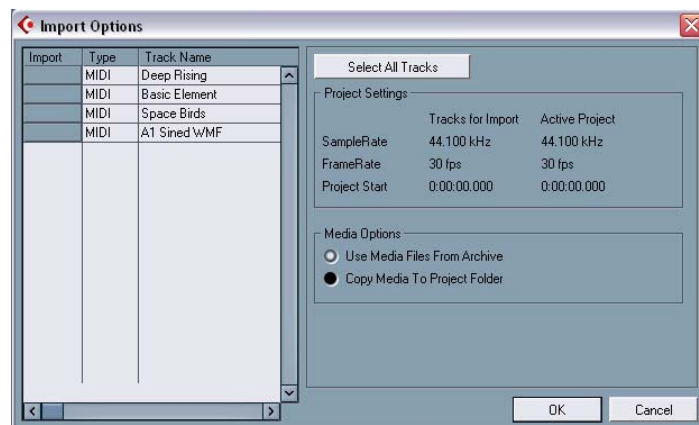 Import Options
Import Type Track Name
MIDI Deep Rising
MIDI Basic Element
MIDI Space Birds
MIDI A1 Sined WMF
Select All Tracks
Project Settings
Tracks for Import Active Project
SampleRate 44.100 kHz 44.100 kHz
FrameRate 30 fps 30 fps
Project Start 0:00:00.000 0:00:00.000
Media Options
Use Media Files From Archive
Copy Media To Project Folder
OK Cancel